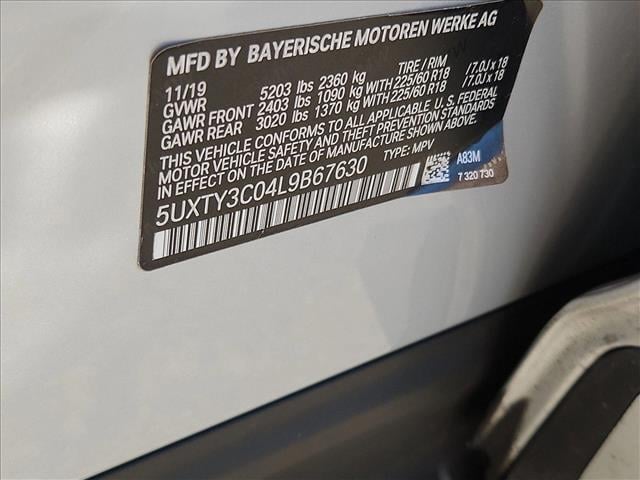 MFD BY BAYERISCHE MOTOREN WERKE AG
11/19 TIRE / RIM
GVWR 5203 lbs 2360 kg
GAWR FRONT 2403 lbs 1090 kg WITH 225/60 R18 / 7.0J x 18
GAWR REAR 3020 lbs 1370 kg WITH 225/60 R18 / 7.0J x 18
THIS VEHICLE CONFORMS TO ALL APPLICABLE U.S. FEDERAL
MOTOR VEHICLE SAFETY AND THEFT PREVENTION STANDARDS
IN EFFECT ON THE DATE OF MANUFACTURE SHOWN ABOVE.
5UXTY3C04L9B67630 TYPE: MPV
A83M
7 320 730